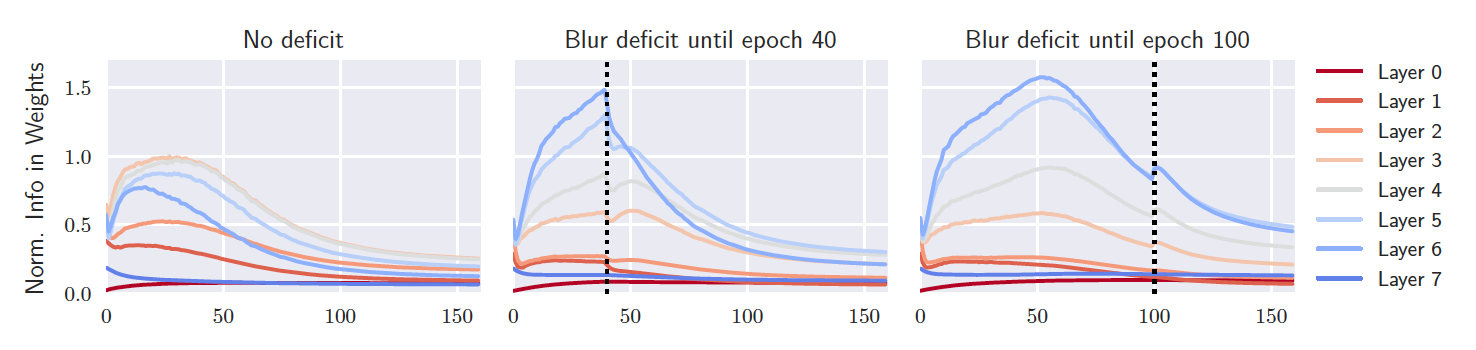 No deficit
Blur deficit until epoch 40
Blur deficit until epoch 100
Norm. Info in Weights
1.5
1.0
0.5
0.0
0 50 100 150
0 50 100 150
0 50 100 150
Layer 0
Layer 1
Layer 2
Layer 3
Layer 4
Layer 5
Layer 6
Layer 7